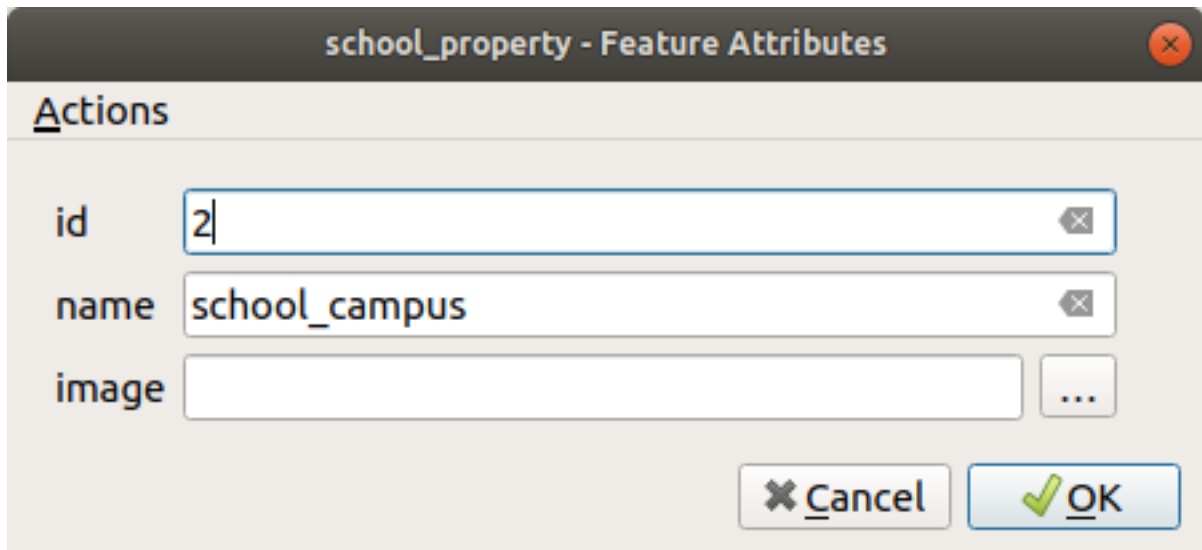 school_property - Feature Attributes
Actions
id 2
name school_campus
image ...
Cancel OK